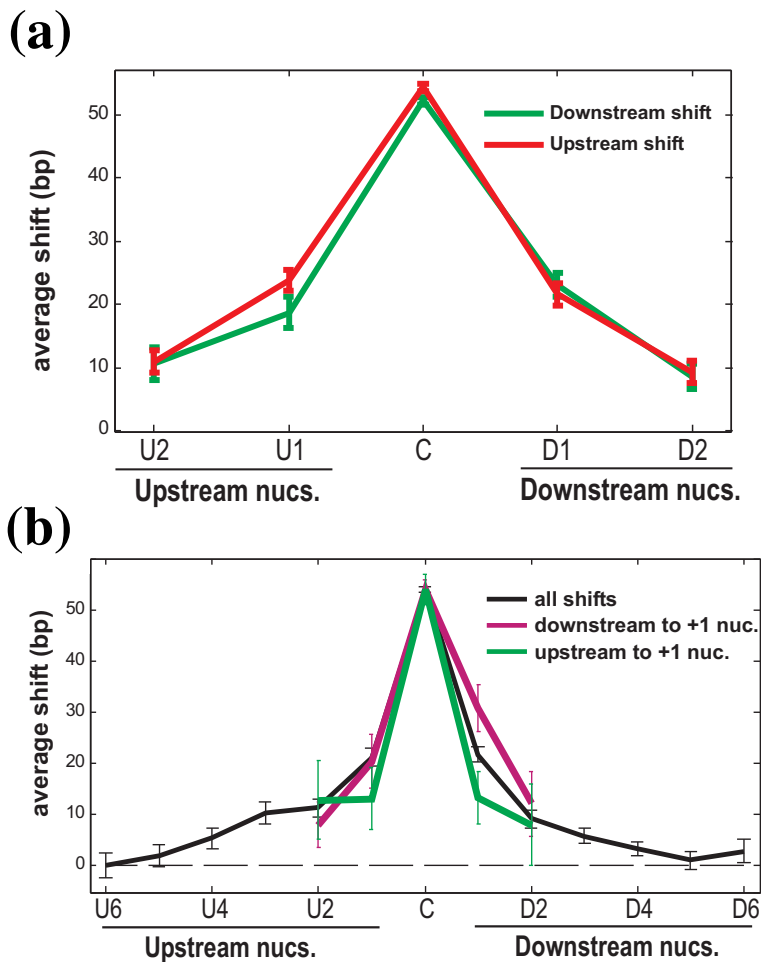 (a)
average shift (bp)
50
40
30
20
10
0
Downstream shift
Upstream shift
U2 U1 C D1 D2
Upstream nucs. Downstream nucs.
(b)
average shift (bp)
50
40
30
20
10
0
all shifts
downstream to +1 nuc.
upstream to +1 nuc.
U6 U4 U2 C D2 D4 D6
Upstream nucs. Downstream nucs.